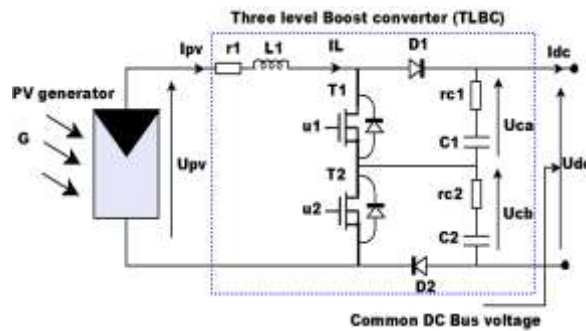 Three level Boost converter (TLBC)
Ipv
r1
L1
IL
D1
Idc
PV generator
T1
rc1
Uca
G
u1
C1
Upv
T2
Udc
rc2
u2
Ucb
C2
D2
Common DC Bus voltage